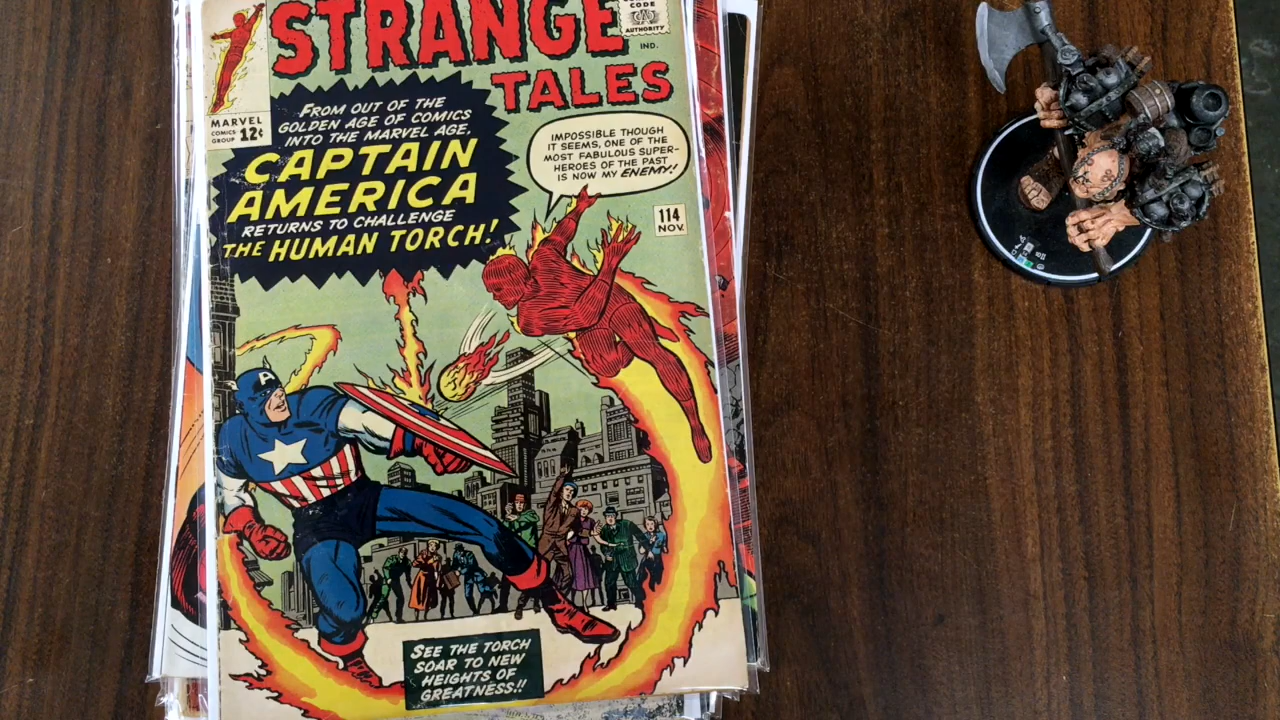 STRANGE
TALES
CODE
AUTHORITY
IND.
MARVEL
COMICS
GROUP 12¢
FROM OUT OF THE
GOLDEN AGE OF COMICS
INTO THE MARVEL AGE,
CAPTAIN
AMERICA
RETURNS TO CHALLENGE
THE HUMAN TORCH!
IMPOSSIBLE THOUGH
IT SEEMS, ONE OF THE
MOST FABULOUS SUPER-
HEROES OF THE PAST
IS NOW MY ENEMY!
114
NOV.
A
SEE THE TORCH
SOAR TO NEW
HEIGHTS OF
GREATNESS!!